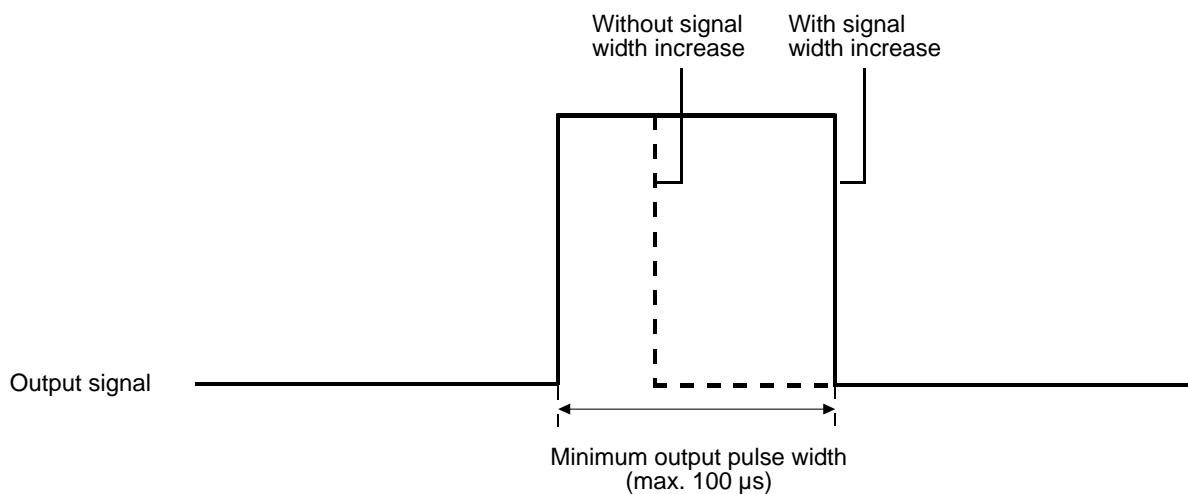 Without signal
width increase
With signal
width increase
Output signal
Minimum output pulse width
(max. 100 µs)